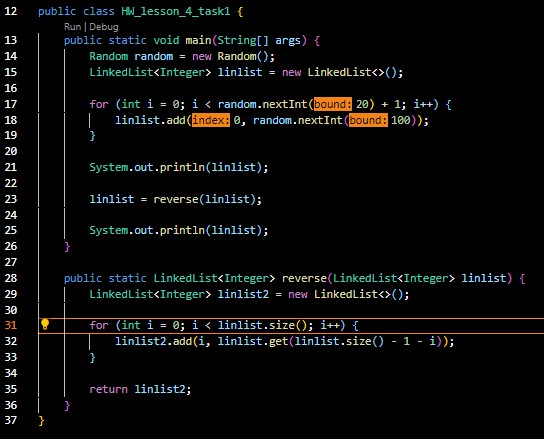 12 public class HW_lesson_4_task1 {
Run | Debug
13     public static void main(String[] args) {
14         Random random = new Random();
15         LinkedList<Integer> linlist = new LinkedList<>();
16
17         for (int i = 0; i < random.nextInt(bound: 20) + 1; i++) {
18             linlist.add(index: 0, random.nextInt(bound: 100));
19         }
20
21         System.out.println(linlist);
22
23         linlist = reverse(linlist);
24
25         System.out.println(linlist);
26     }
27
28     public static LinkedList<Integer> reverse(LinkedList<Integer> linlist) {
29         LinkedList<Integer> linlist2 = new LinkedList<>();
30
31         for (int i = 0; i < linlist.size(); i++) {
32             linlist2.add(i, linlist.get(linlist.size() - 1 - i));
33         }
34
35         return linlist2;
36     }
37 }